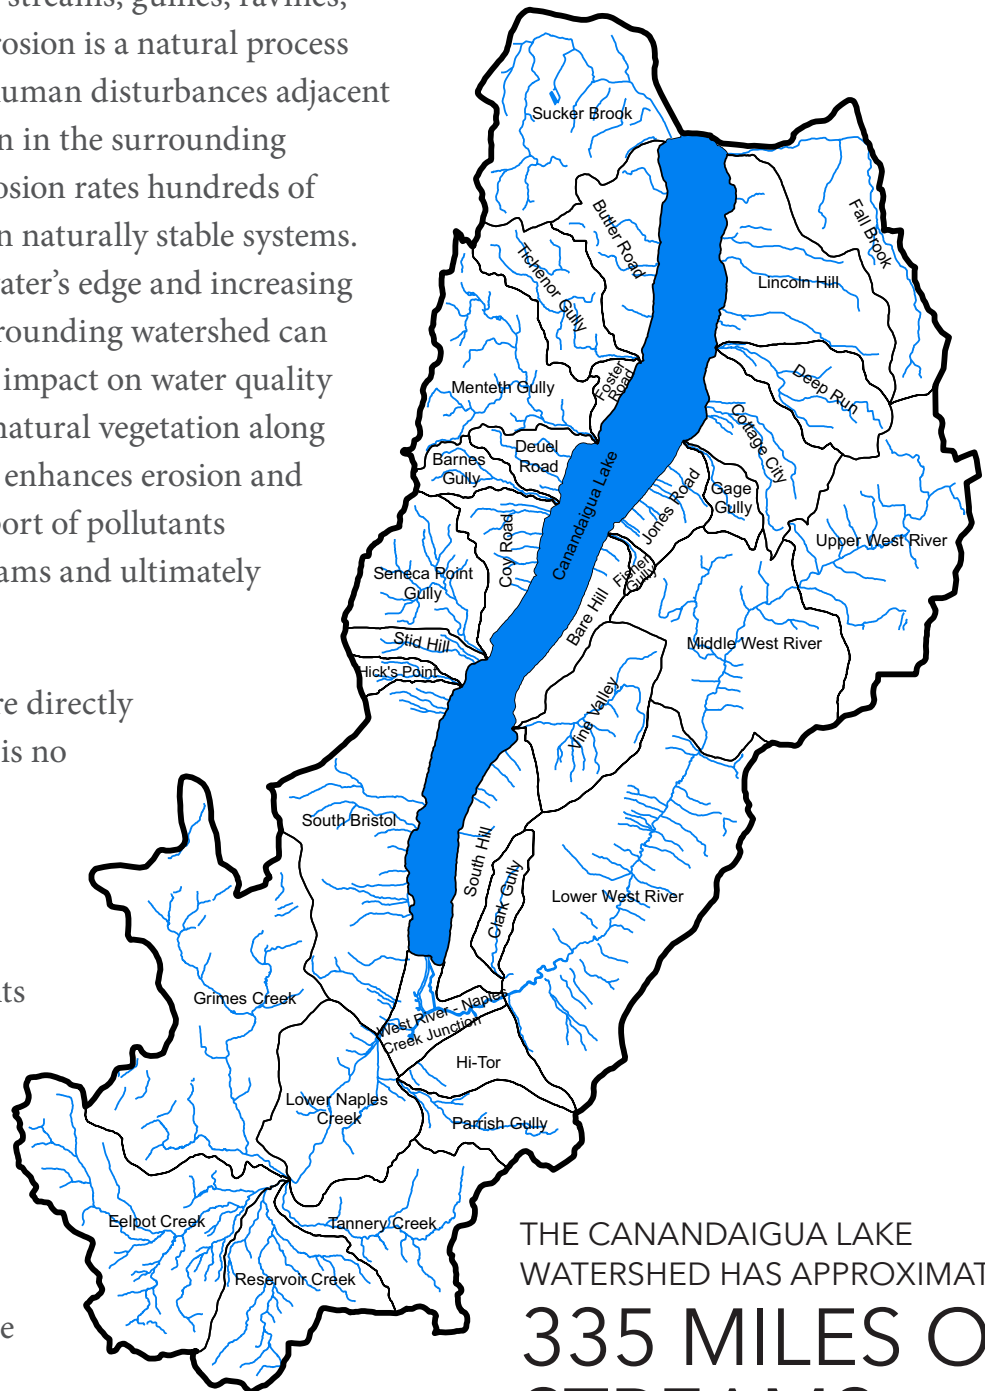 streams, gullies, ravines,
rosion is a natural process
human disturbances adjacent
n in the surrounding
osion rates hundreds of
n naturally stable systems.
ater's edge and increasing
rounding watershed can
impact on water quality
natural vegetation along
enhances erosion and
port of pollutants
ams and ultimately
re directly
is no
ts
e
Sucker Brook
Butler Road
Fall Brook
Tichenor Gully
Lincoln Hill
Foster
Road
Menteth Gully
Deep Run
Cottage City
Deuel
Road
Barnes
Gully
Canandaigua Lake
Jones Road
Gage
Gully
Coy Road
Upper West River
Seneca Point
Gully
Fisher
Gully
Bare Hill
Stid Hill
Middle West River
Hick's Point
Vine Valley
South Bristol
South Hill
Clark Gully
Lower West River
Grimes Creek
West River - Naples
Creek Junction
Hi-Tor
Lower Naples
Creek
Parrish Gully
Eelpot Creek
Tannery Creek
Reservoir Creek
THE CANANDAIGUA LAKE
WATERSHED HAS APPROXIMAT
335 MILES O
STREAMS